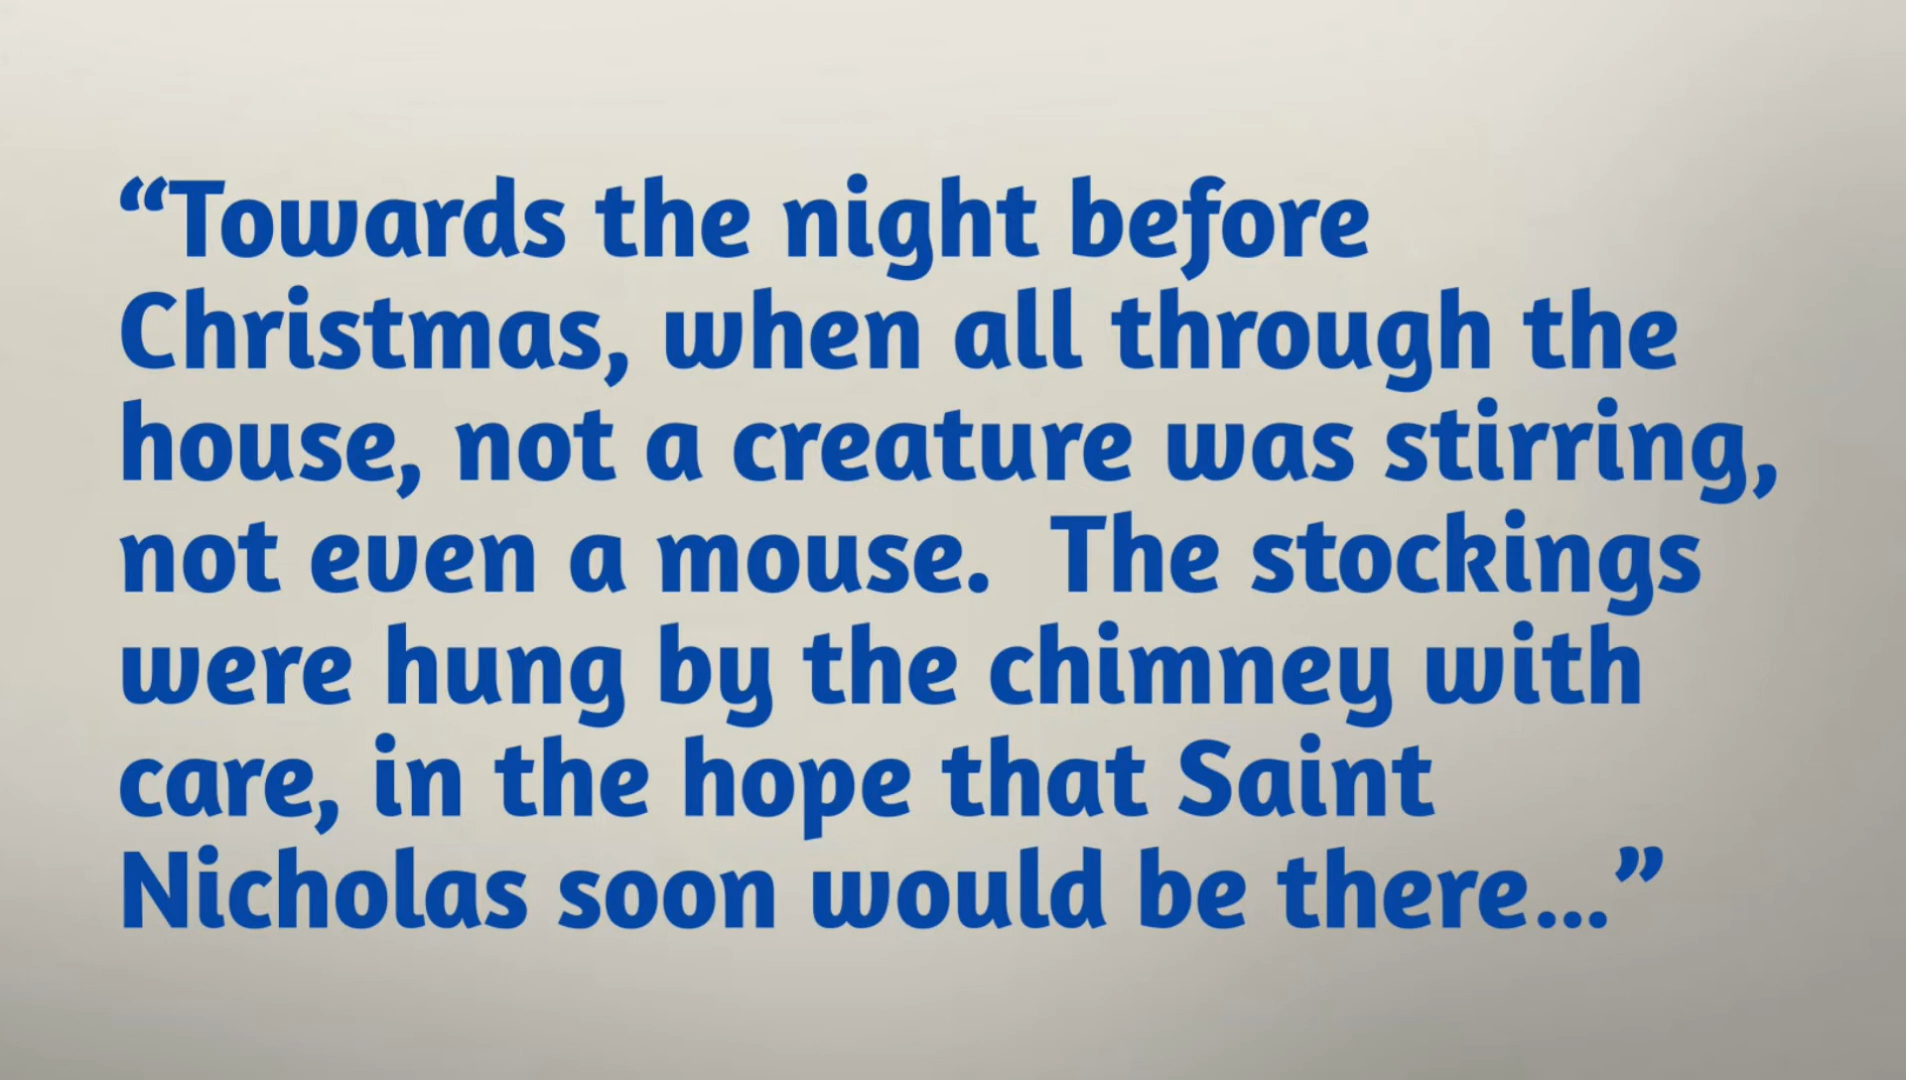 “Towards the night before
Christmas, when all through the
house, not a creature was stirring,
not even a mouse.  The stockings
were hung by the chimney with
care, in the hope that Saint
Nicholas soon would be there...”